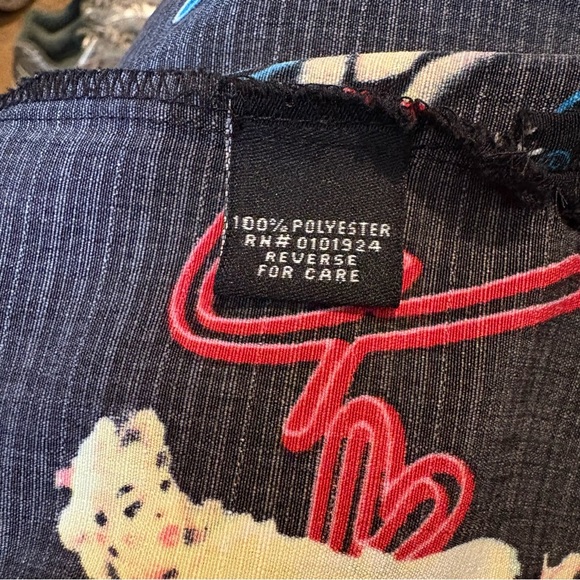 100% POLYESTER
RN# 0101924
REVERSE
FOR CARE